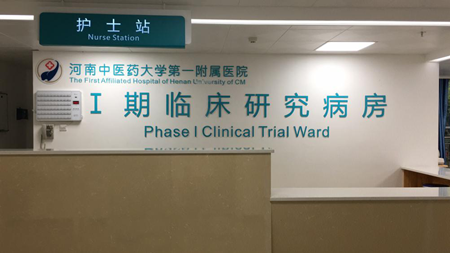 护士站
Nurse Station
河南中医药大学第一附属医院
The First Affiliated Hospital of Henan University of CM
I期临床研究病房
Phase I Clinical Trial Ward